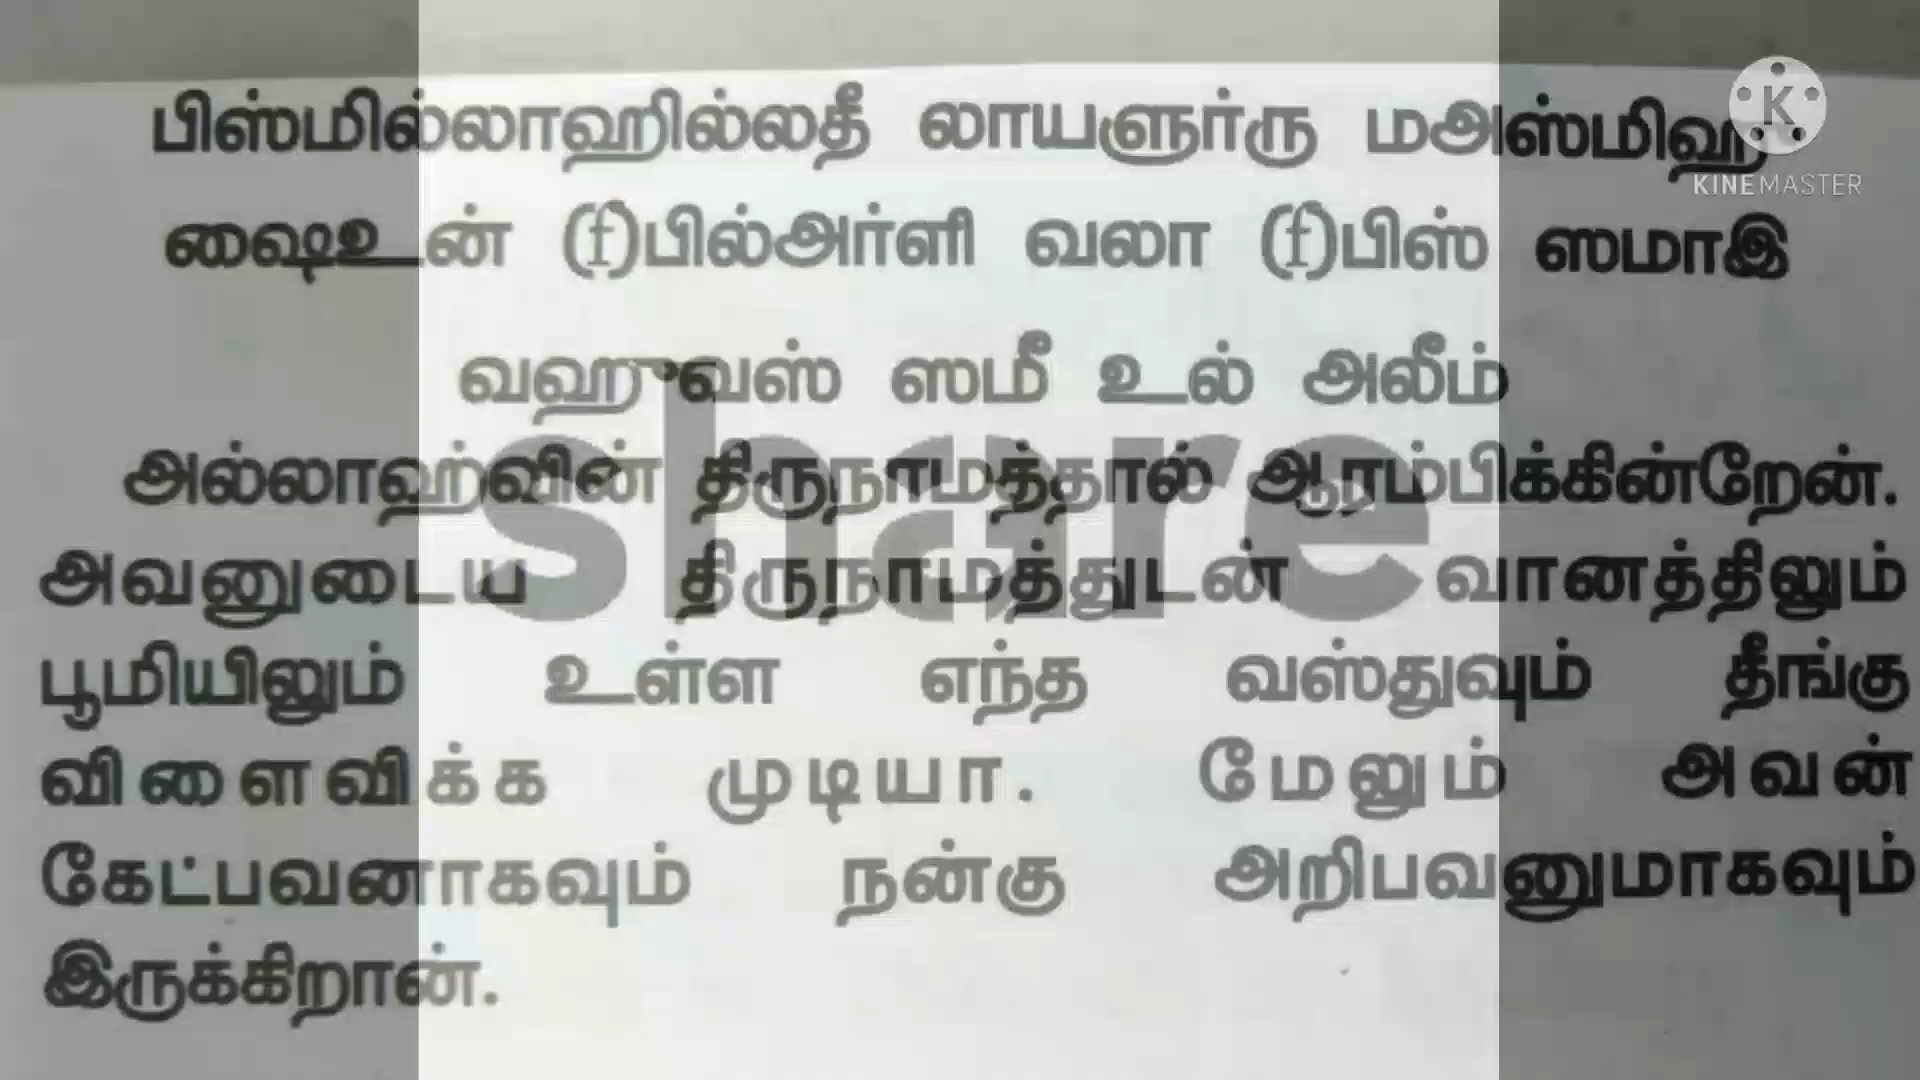 பிஸ்மில்லாஹில்லதீ லாயளுர்ரு மஅஸ்மிஹி
ஷைஉன் (f)பில்அர்ளி வலா (f)பிஸ் ஸமாஇ
வஹுவஸ் ஸமீ உல் அலீம்
அல்லாஹ்வின் திருநாமத்தால் ஆரம்பிக்கின்றேன்.
அவனுடைய திருநாமத்துடன் வானத்திலும்
பூமியிலும் உள்ள எந்த வஸ்துவும் தீங்கு
விளைவிக்க முடியா. மேலும் அவன்
கேட்பவனாகவும் நன்கு அறிபவனுமாகவும்
இருக்கிறான்.
share
K
KINEMASTER